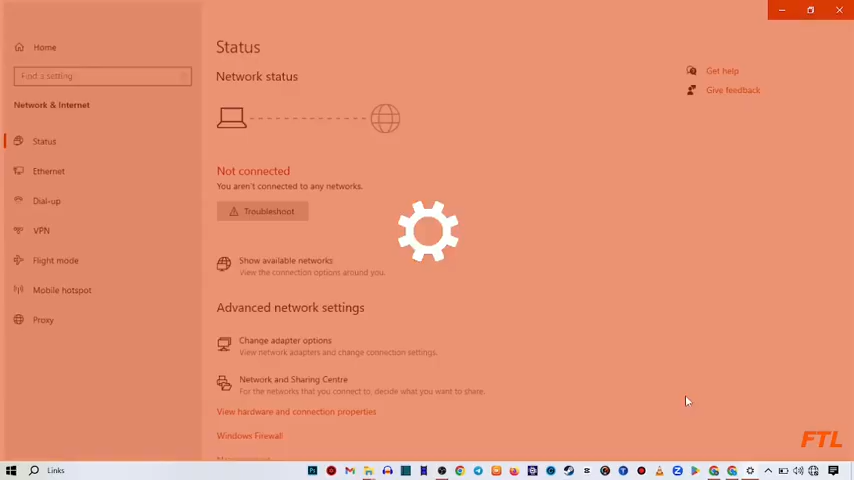 Home
Find a setting
Network & Internet
Status
Ethernet
Dial-up
VPN
Flight mode
Mobile hotspot
Proxy
Status
Network status
Not connected
You aren't connected to any networks.
Troubleshoot
Show available networks
View the connection options around you.
Advanced network settings
Change adapter options
View network adapters and change connection settings.
Network and Sharing Centre
For the networks that you connect to, decide what you want to share.
View hardware and connection properties
Windows Firewall
Get help
Give feedback
FTL
Links